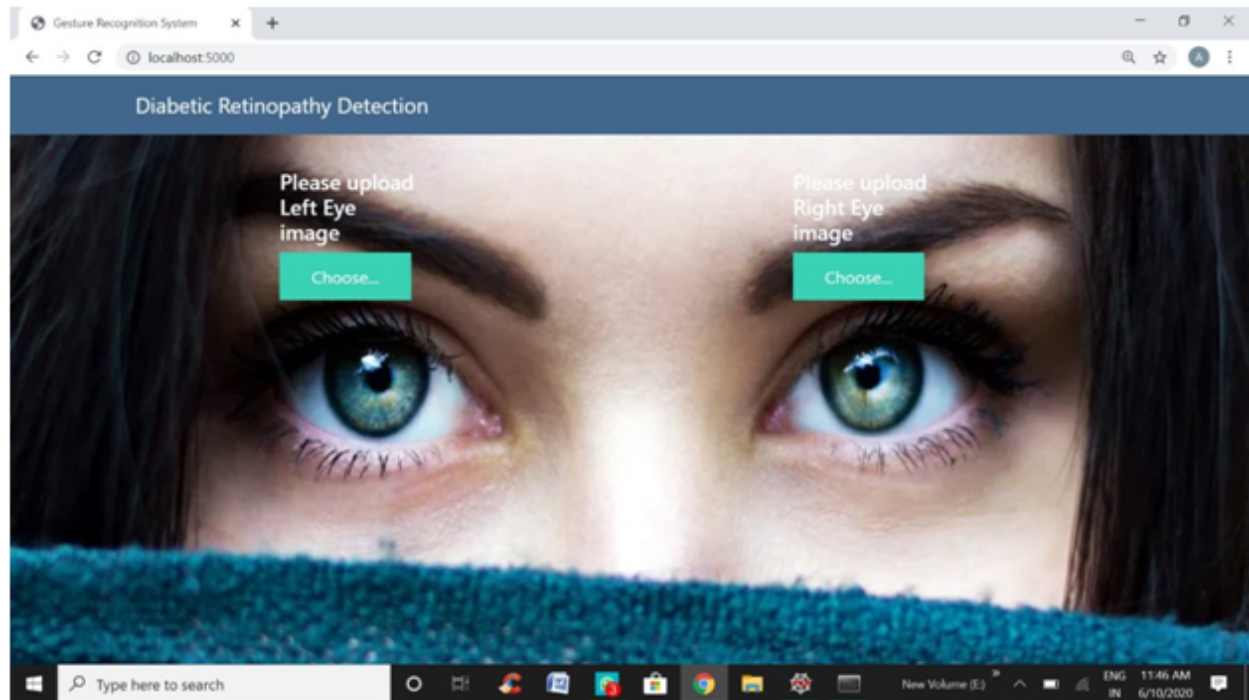 Gesture Recognition System
localhost:5000
A
Diabetic Retinopathy Detection
Please upload
Left Eye
image
Choose...
Please upload
Right Eye
image
Choose...
Type here to search
3
New Volume (E:)
ENG
IN
11:46 AM
6/10/2020